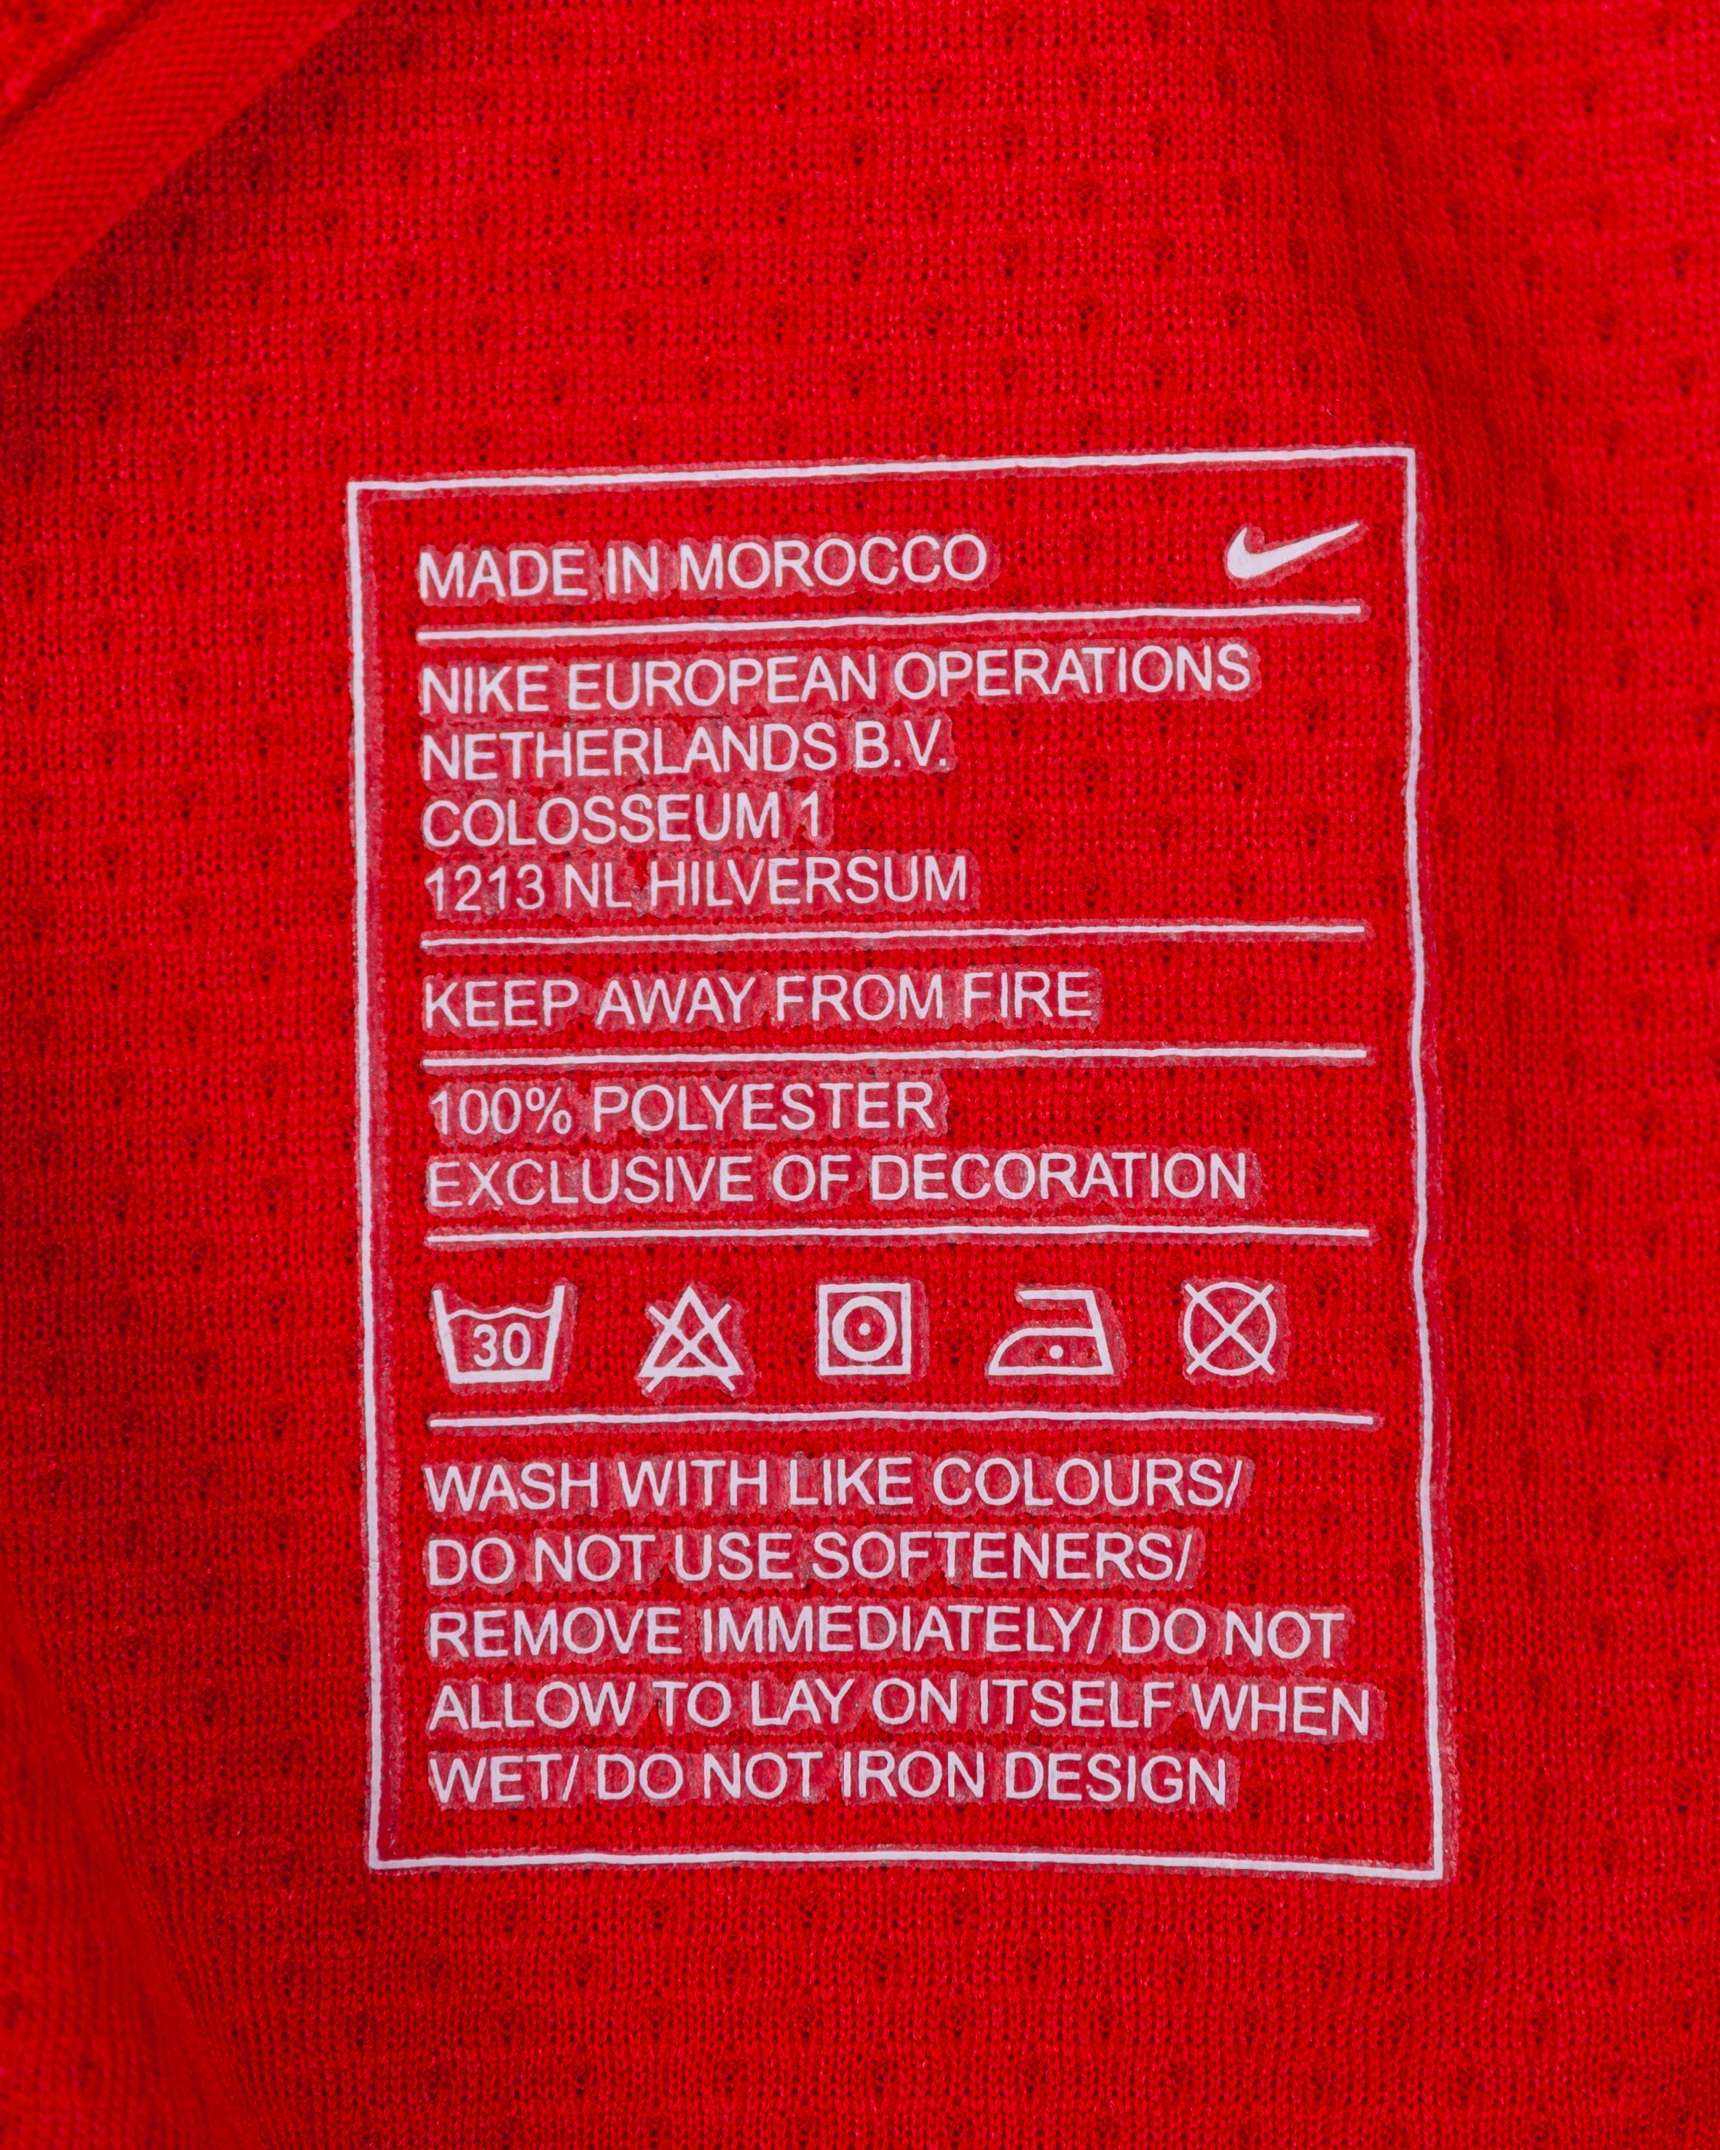 MADE IN MOROCCO
NIKE EUROPEAN OPERATIONS
NETHERLANDS B.V.
COLOSSEUM 1
1213 NL HILVERSUM
KEEP AWAY FROM FIRE
100% POLYESTER
EXCLUSIVE OF DECORATION
30
WASH WITH LIKE COLOURS/
DO NOT USE SOFTENERS/
REMOVE IMMEDIATELY/ DO NOT
ALLOW TO LAY ON ITSELF WHEN
WET/ DO NOT IRON DESIGN